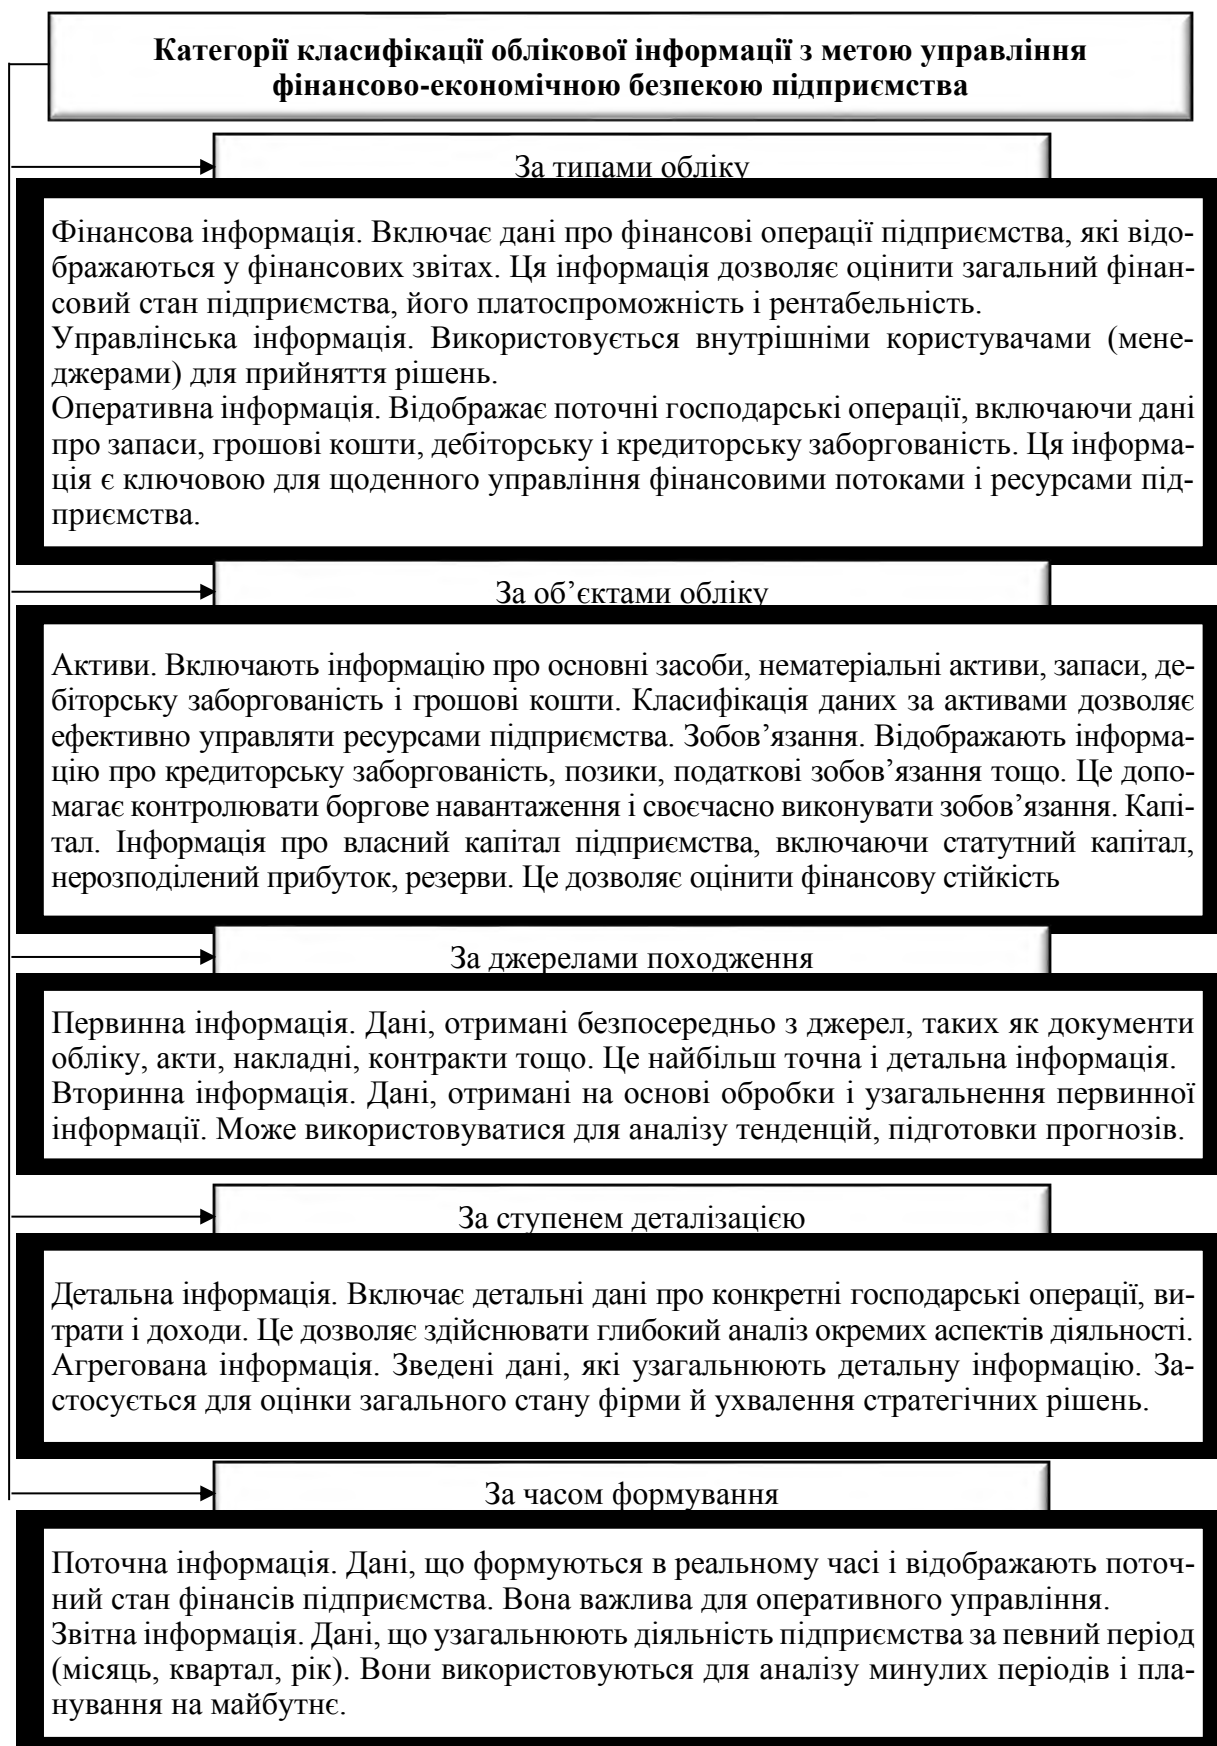 Категорії класифікації облікової інформації з метою управління
фінансово-економічною безпекою підприємства
За типами обліку
Фінансова інформація. Включає дані про фінансові операції підприємства, які відо-
бражаються у фінансових звітах. Ця інформація дозволяє оцінити загальний фінан-
совий стан підприємства, його платоспроможність і рентабельність.
Управлінська інформація. Використовується внутрішніми користувачами (мене-
джерами) для прийняття рішень.
Оперативна інформація. Відображає поточні господарські операції, включаючи дані
про запаси, грошові кошти, дебіторську і кредиторську заборгованість. Ця інформа-
ція є ключовою для щоденного управління фінансовими потоками і ресурсами під-
приємства.
За об’єктами обліку
Активи. Включають інформацію про основні засоби, нематеріальні активи, запаси, де-
біторську заборгованість і грошові кошти. Класифікація даних за активами дозволяє
ефективно управляти ресурсами підприємства. Зобов’язання. Відображають інформа-
цію про кредиторську заборгованість, позики, податкові зобов’язання тощо. Це допо-
магає контролювати боргове навантаження і своєчасно виконувати зобов’язання. Капі-
тал. Інформація про власний капітал підприємства, включаючи статутний капітал,
нерозподілений прибуток, резерви. Це дозволяє оцінити фінансову стійкість
За джерелами походження
Первинна інформація. Дані, отримані безпосередньо з джерел, таких як документи
обліку, акти, накладні, контракти тощо. Це найбільш точна і детальна інформація.
Вторинна інформація. Дані, отримані на основі обробки і узагальнення первинної
інформації. Може використовуватися для аналізу тенденцій, підготовки прогнозів.
За ступенем деталізацією
Детальна інформація. Включає детальні дані про конкретні господарські операції, ви-
трати і доходи. Це дозволяє здійснювати глибокий аналіз окремих аспектів діяльності.
Агрегована інформація. Зведені дані, які узагальнюють детальну інформацію. За-
стосується для оцінки загального стану фірми й ухвалення стратегічних рішень.
За часом формування
Поточна інформація. Дані, що формуються в реальному часі і відображають поточ-
ний стан фінансів підприємства. Вона важлива для оперативного управління.
Звітна інформація. Дані, що узагальнюють діяльність підприємства за певний період
(місяць, квартал, рік). Вони використовуються для аналізу минулих періодів і пла-
нування на майбутнє.